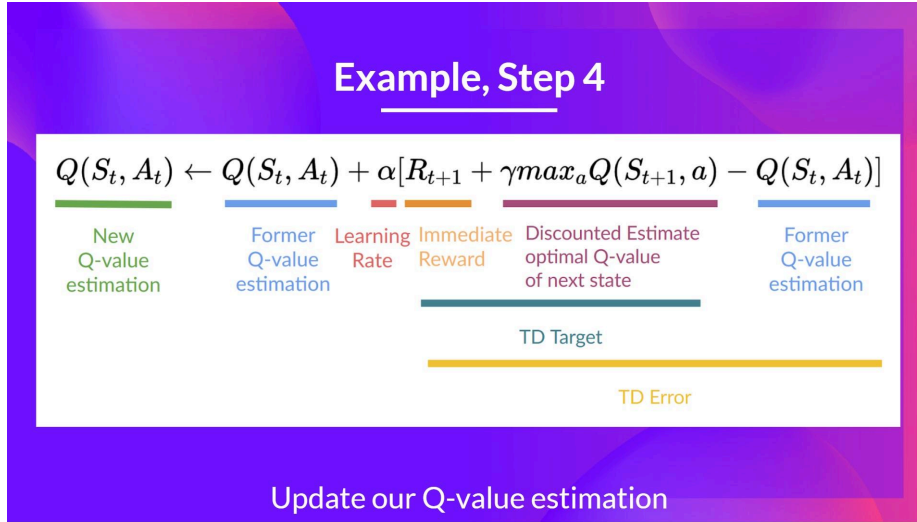 Example, Step 4
Q(S_t, A_t) ← Q(S_t, A_t) + α[R_{t+1} + γmax_aQ(S_{t+1}, a) − Q(S_t, A_t)]
New
Q-value
estimation
Former
Q-value
estimation
Learning
Rate
Immediate
Reward
Discounted Estimate
optimal Q-value
of next state
Former
Q-value
estimation
TD Target
TD Error
Update our Q-value estimation